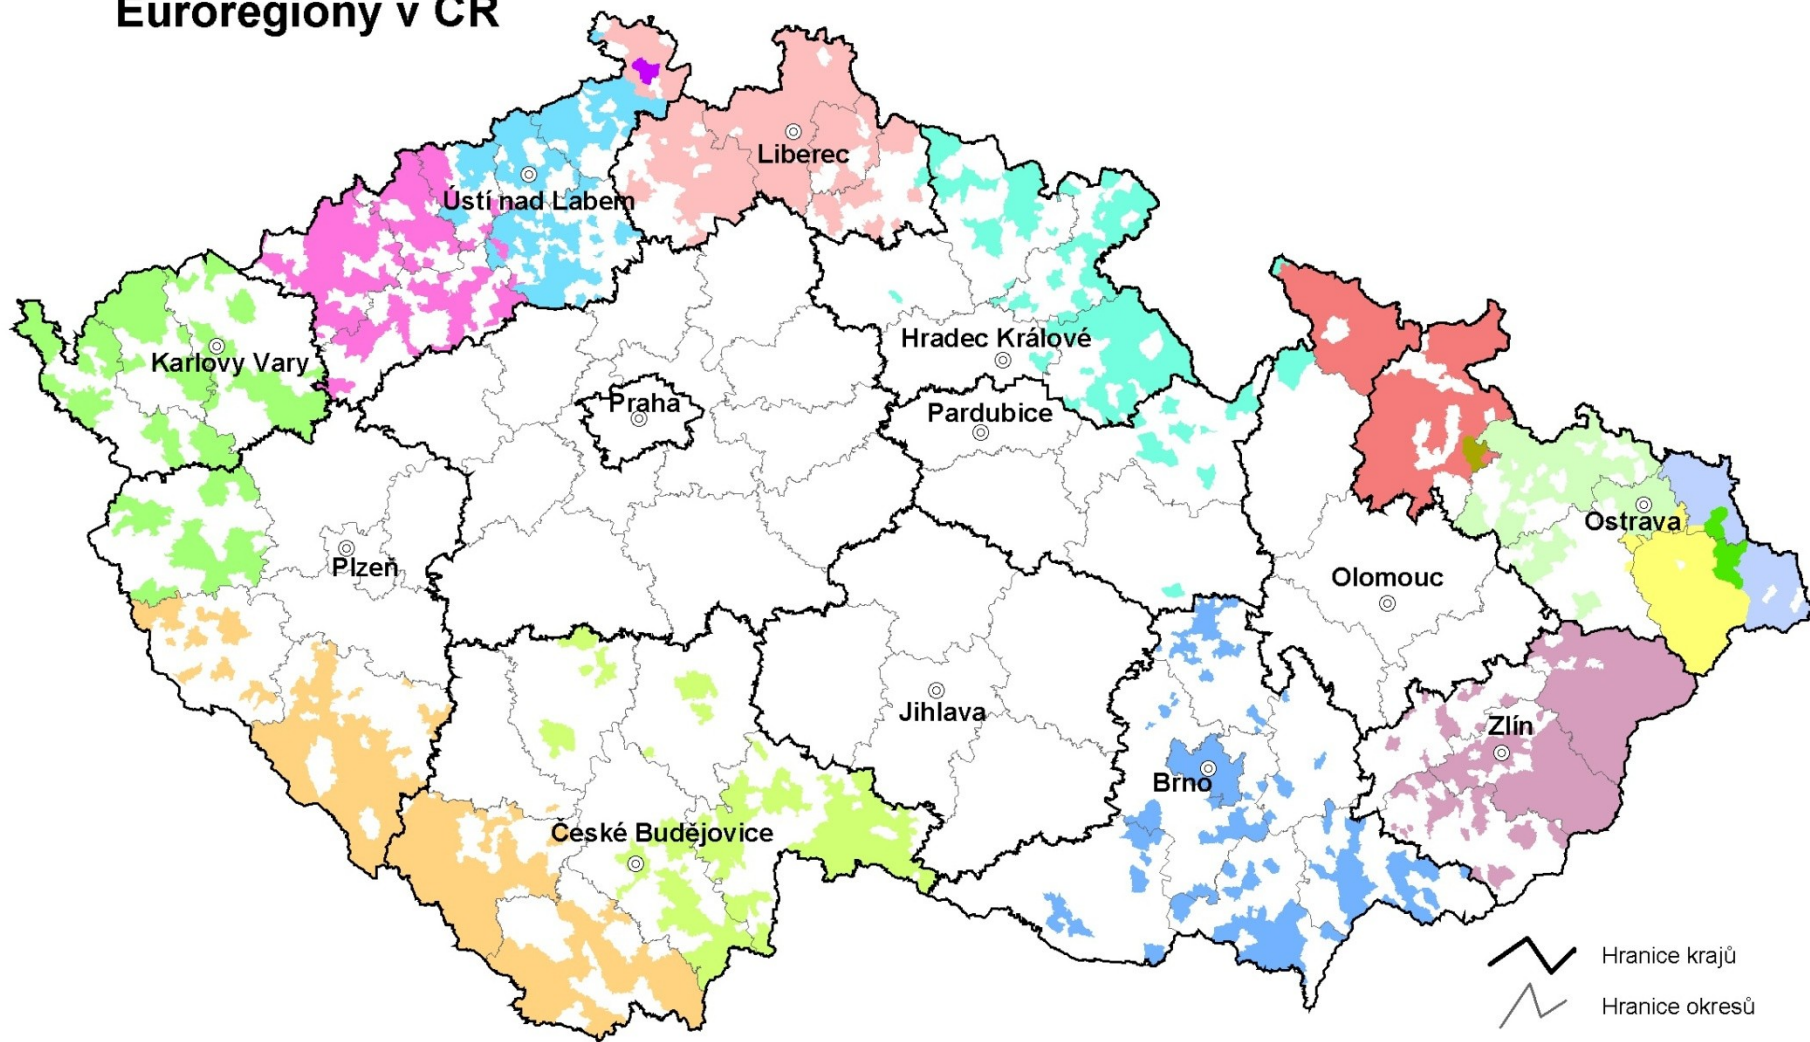 Euroregiony v ČR
Liberec
Ústí nad Labem
Karlovy Vary
Hradec Králové
Praha
Pardubice
Ostrava
Plzeň
Olomouc
Jihlava
Zlín
Brno
České Budějovice
Hranice krajů
Hranice okresů